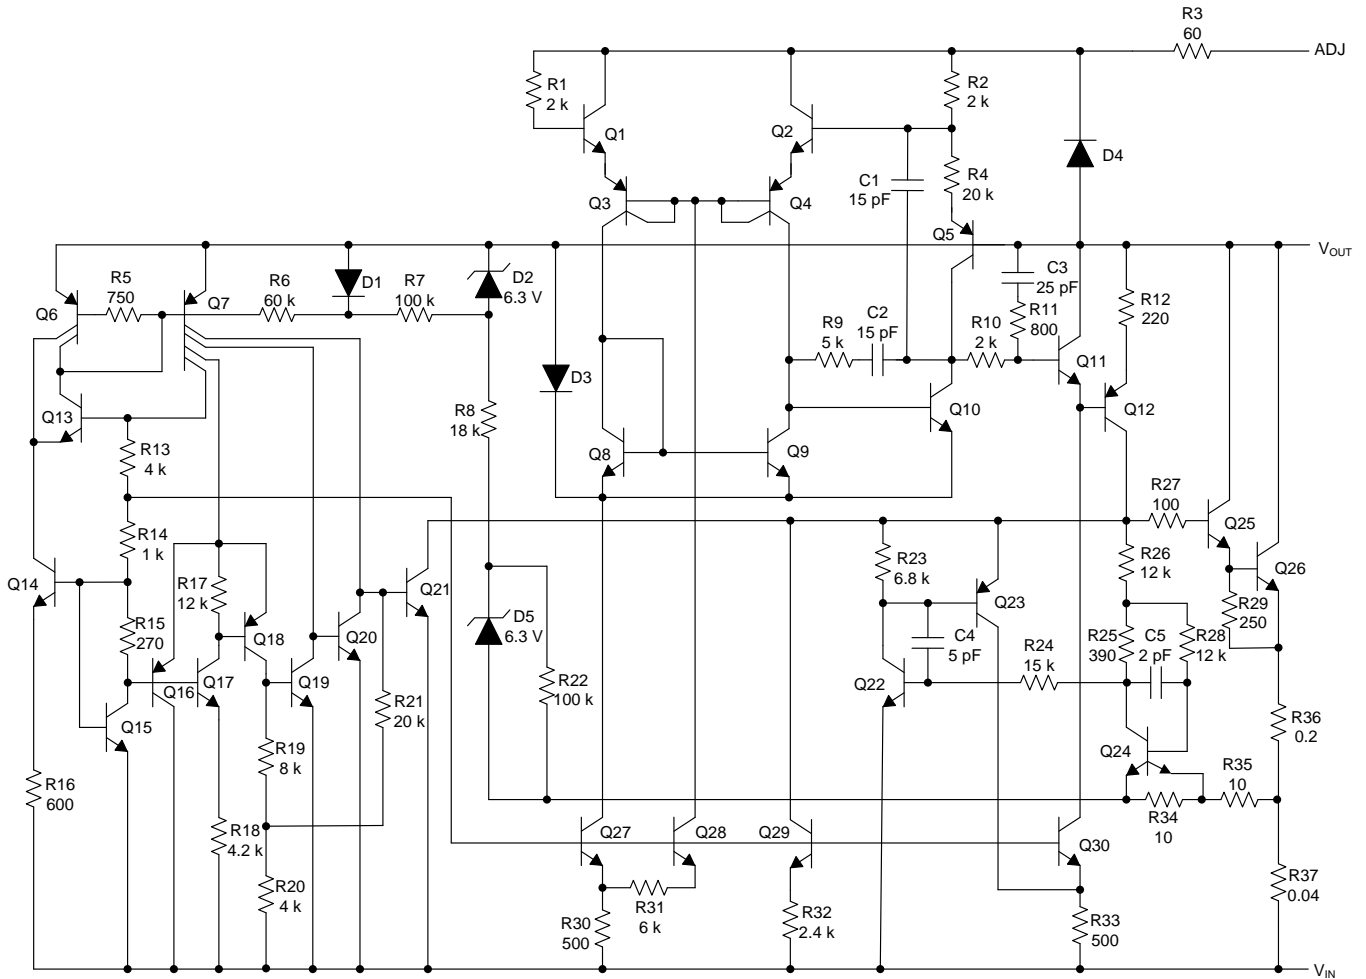 R3
60
ADJ
R1
2 k
R2
2 k
Q1
Q2
D4
C1
15 pF
R4
20 k
Q3
Q4
Q5
VOUT
R5
750
R6
60 k
D1
R7
100 k
D2
6.3 V
C3
25 pF
Q6
Q7
R12
220
R9
5 k
C2
15 pF
R10
2 k
R11
800
Q11
D3
Q12
Q13
R8
18 k
Q10
R13
4 k
Q8
Q9
R27
100
Q25
R14
1 k
R23
6.8 k
R26
12 k
Q26
Q14
R17
12 k
Q21
Q23
R29
250
R15
270
Q18
Q20
D5
6.3 V
C4
5 pF
R25
390
C5
2 pF
R28
12 k
R24
15 k
Q16
Q17
Q19
R22
100 k
Q22
R21
20 k
Q15
R36
0.2
R19
8 k
Q24
R16
600
R35
10
R34
10
R18
4.2 k
Q27
Q28
Q29
Q30
R20
4 k
R37
0.04
R31
6 k
R30
500
R32
2.4 k
R33
500
VIN